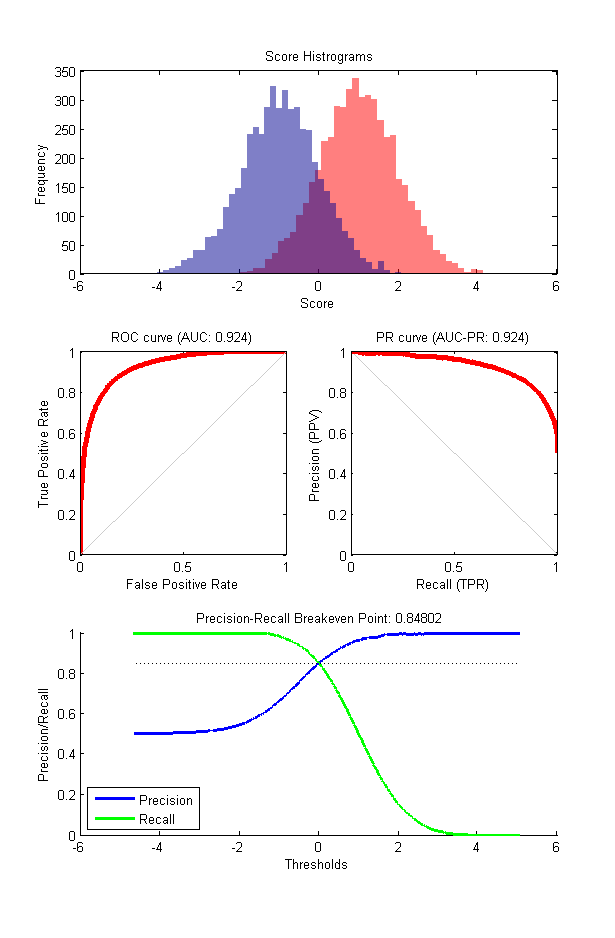 Score Histograms
350
300
250
200
150
100
50
0
Frequency
-6 -4 -2 0 2 4 6
Score
ROC curve (AUC: 0.924)
1
0.8
0.6
0.4
0.2
0
True Positive Rate
0 0.5 1
False Positive Rate
PR curve (AUC-PR: 0.924)
1
0.8
0.6
0.4
0.2
0
Precision (PPV)
0 0.5 1
Recall (TPR)
Precision-Recall Breakeven Point: 0.84802
1
0.8
0.6
0.4
0.2
0
Precision/Recall
Precision
Recall
-6 -4 -2 0 2 4 6
Thresholds